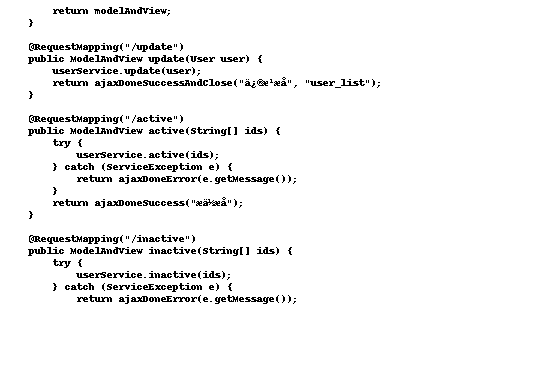 return modelAndView;
}
@RequestMapping("/update")
public ModelAndView update(User user) {
userService.update(user);
return ajaxDoneSuccessAndClose("ä¿®æ¹æå", "user_list");
}
@RequestMapping("/active")
public ModelAndView active(String[] ids) {
try {
userService.active(ids);
} catch (ServiceException e) {
return ajaxDoneError(e.getMessage());
}
return ajaxDoneSuccess("æä½æå");
}
@RequestMapping("/inactive")
public ModelAndView inactive(String[] ids) {
try {
userService.inactive(ids);
} catch (ServiceException e) {
return ajaxDoneError(e.getMessage());